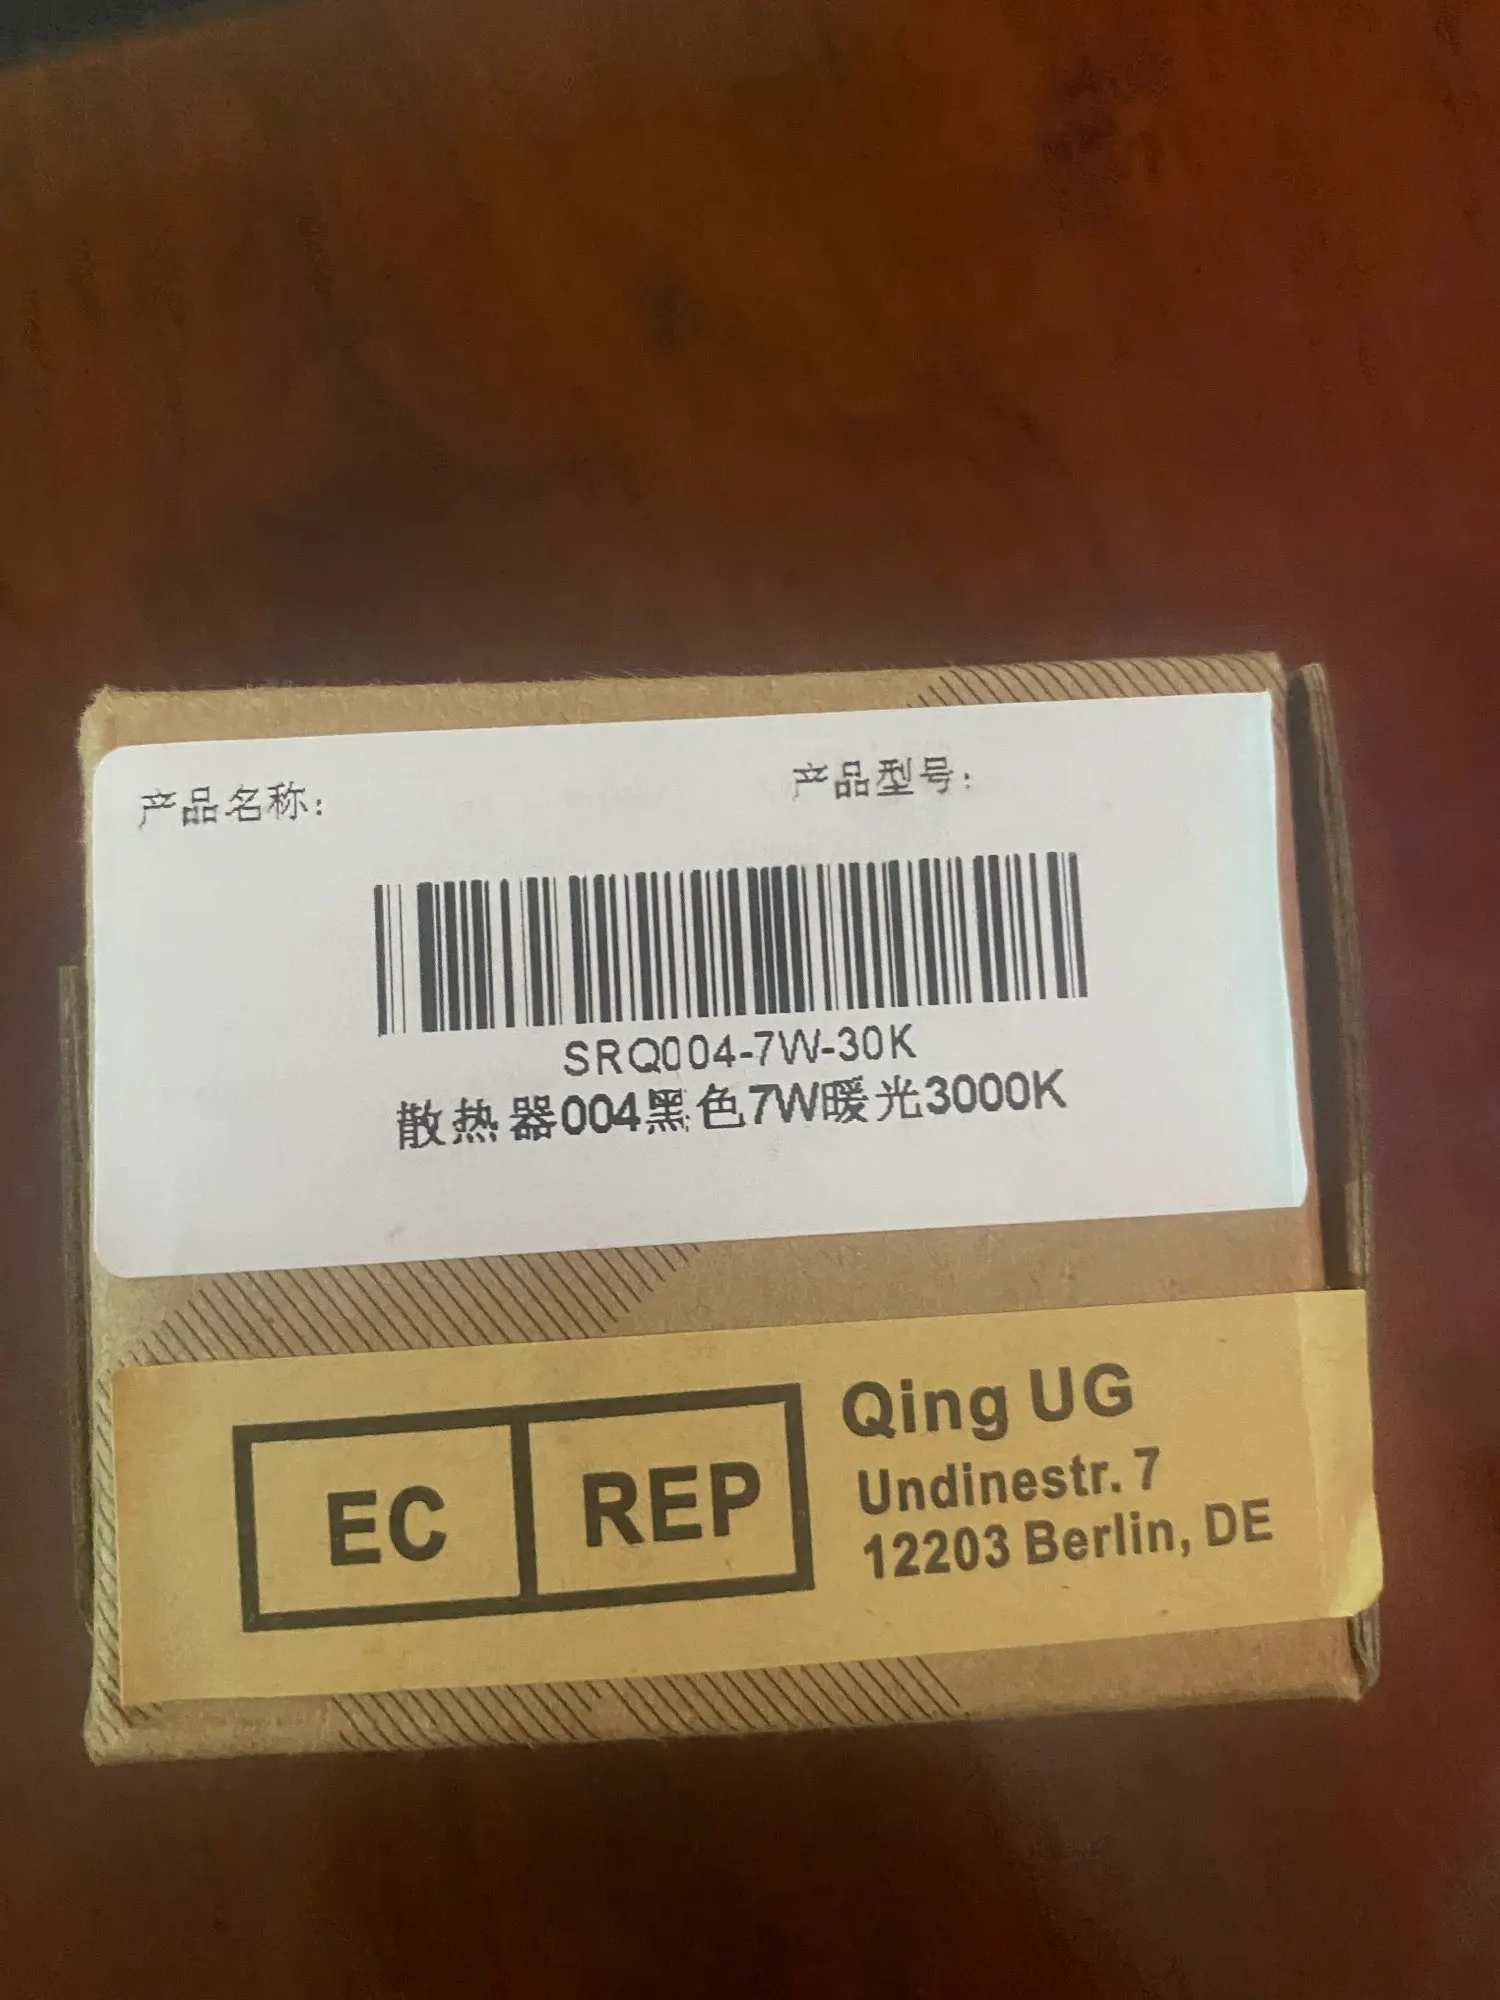 产品名称: 产品型号:
SRQ004-7W-30K
散热器004黑色7W暖光3000K
EC REP
Qing UG
Undinestr. 7
12203 Berlin, DE